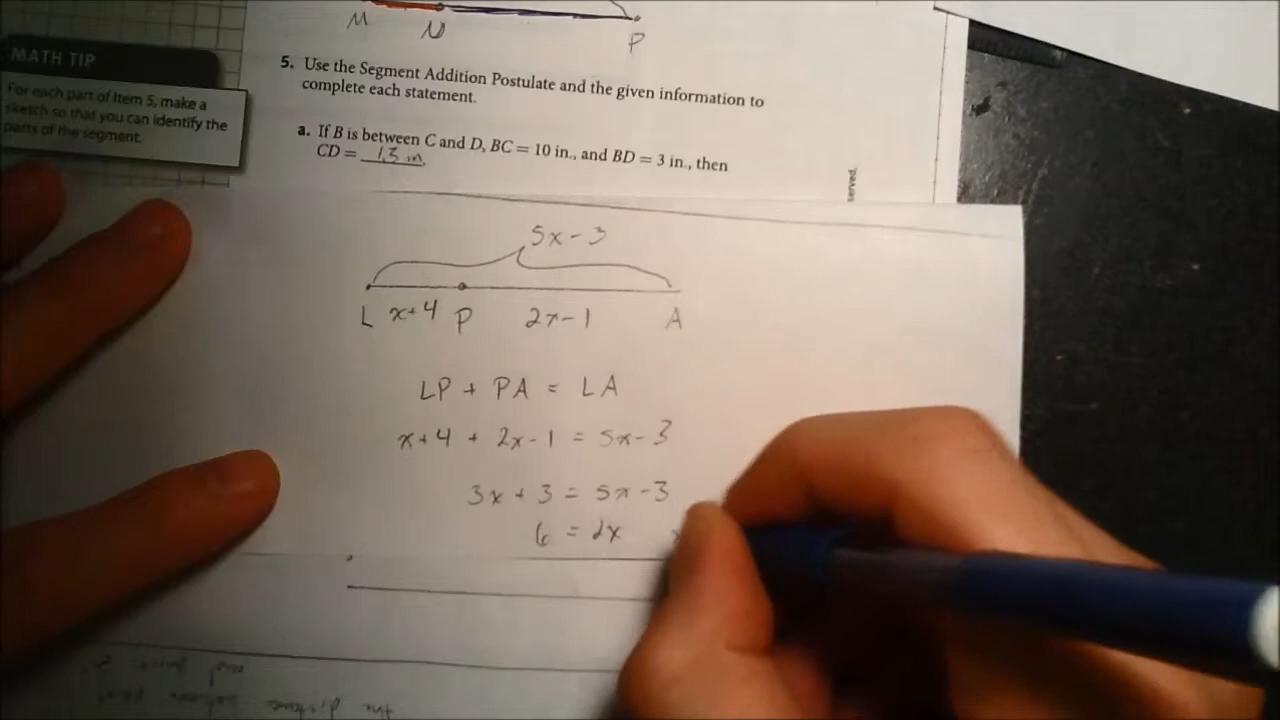 M N P
MATH TIP
For each part of Item 5, make a
sketch so that you can identify the
parts of the segment.
5. Use the Segment Addition Postulate and the given information to
complete each statement.
a. If B is between C and D, BC = 10 in., and BD = 3 in., then
CD = 13 in.
served.
5x-3
L x+4 P 2x-1 A
LP + PA = LA
x+4 + 2x-1 = 5x-3
3x + 3 = 5x-3
6 = 2x